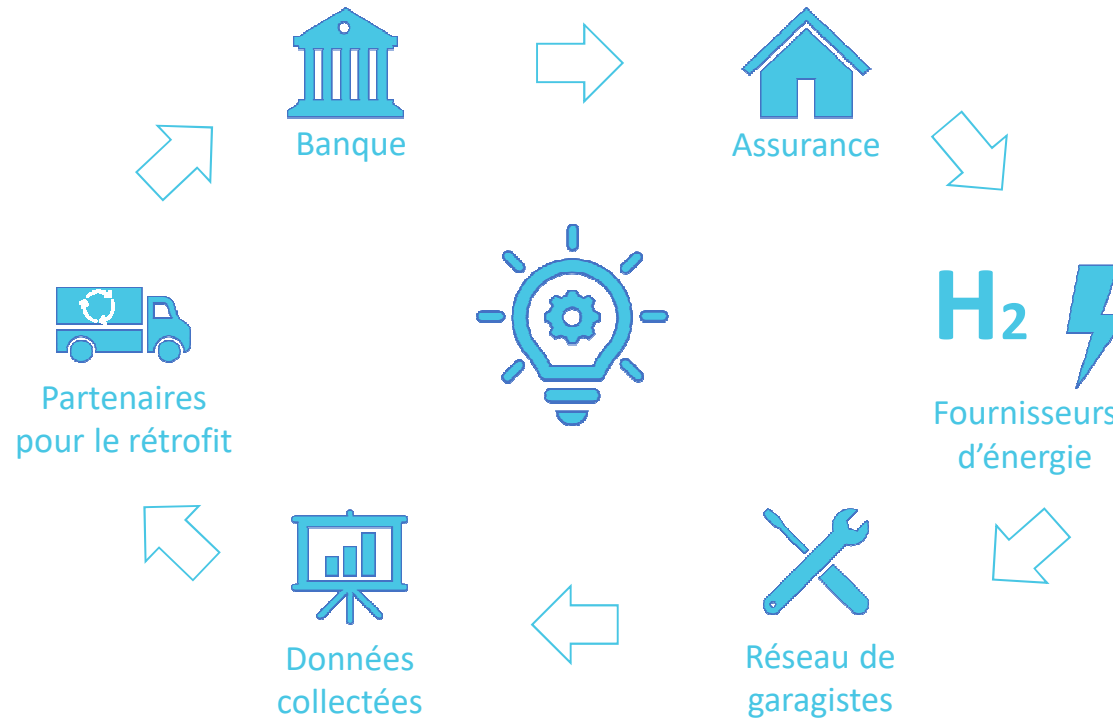 Banque
Assurance
H2
Partenaires
pour le rétrofit
Fournisseurs
d’énergie
Données
collectées
Réseau de
garagistes